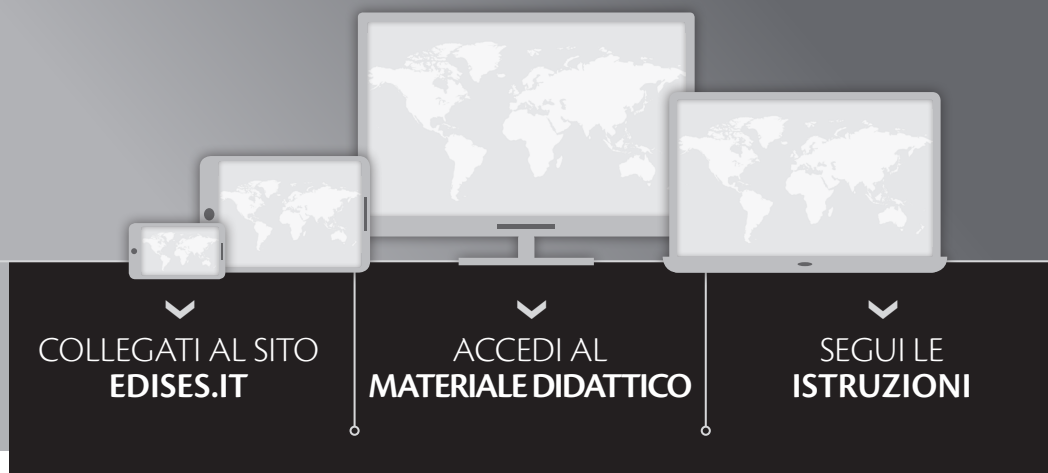 COLLEGATI AL SITO
EDISES.IT
ACCEDI AL
MATERIALE DIDATTICO
SEGUI LE
ISTRUZIONI